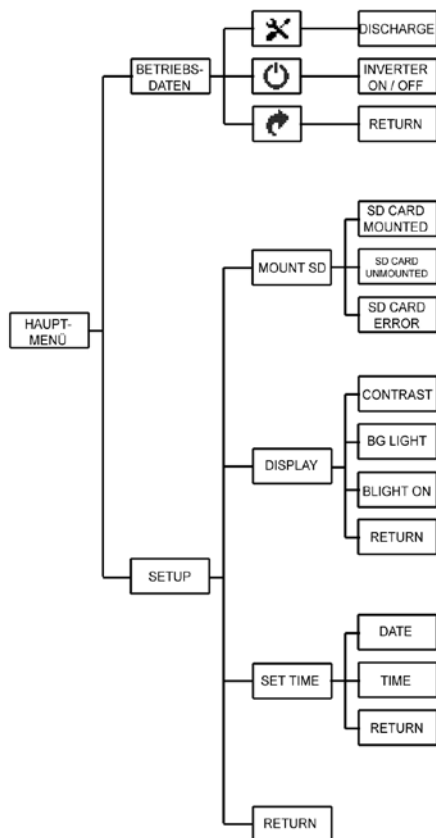 DISCHARGE
BETRIEBS-
DATEN
INVERTER
ON / OFF
RETURN
SD CARD
MOUNTED
MOUNT SD
SD CARD
UNMOUNTED
SD CARD
ERROR
HAUPT-
MENÜ
CONTRAST
BG LIGHT
DISPLAY
BLIGHT ON
RETURN
SETUP
DATE
SET TIME
TIME
RETURN
RETURN